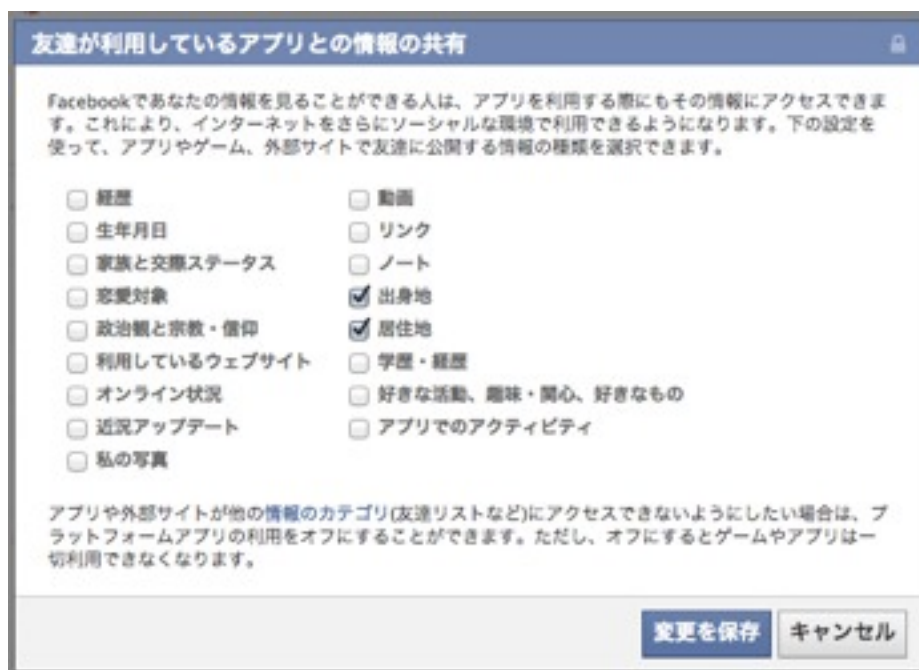 友達が利用しているアプリとの情報の共有
Facebookであなたの情報を見ることができる人は、アプリを利用する際にもその情報にアクセスできま
す。これにより、インターネットをさらにソーシャルな環境で利用できるようになります。下の設定を
使って、アプリやゲーム、外部サイトで友達に公開する情報の種類を選択できます。
経歴
動画
生年月日
リンク
家族と交際ステータス
ノート
恋愛対象
出身地
政治観と宗教・信仰
居住地
利用しているウェブサイト
学歴・経歴
オンライン状況
好きな活動、趣味・関心、好きなもの
近況アップデート
アプリでのアクティビティ
私の写真
アプリや外部サイトが他の情報のカテゴリ(友達リストなど)にアクセスできないようにしたい場合は、プ
ラットフォームアプリの利用をオフにすることができます。ただし、オフにするとゲームやアプリは一
切利用できなくなります。
変更を保存
キャンセル